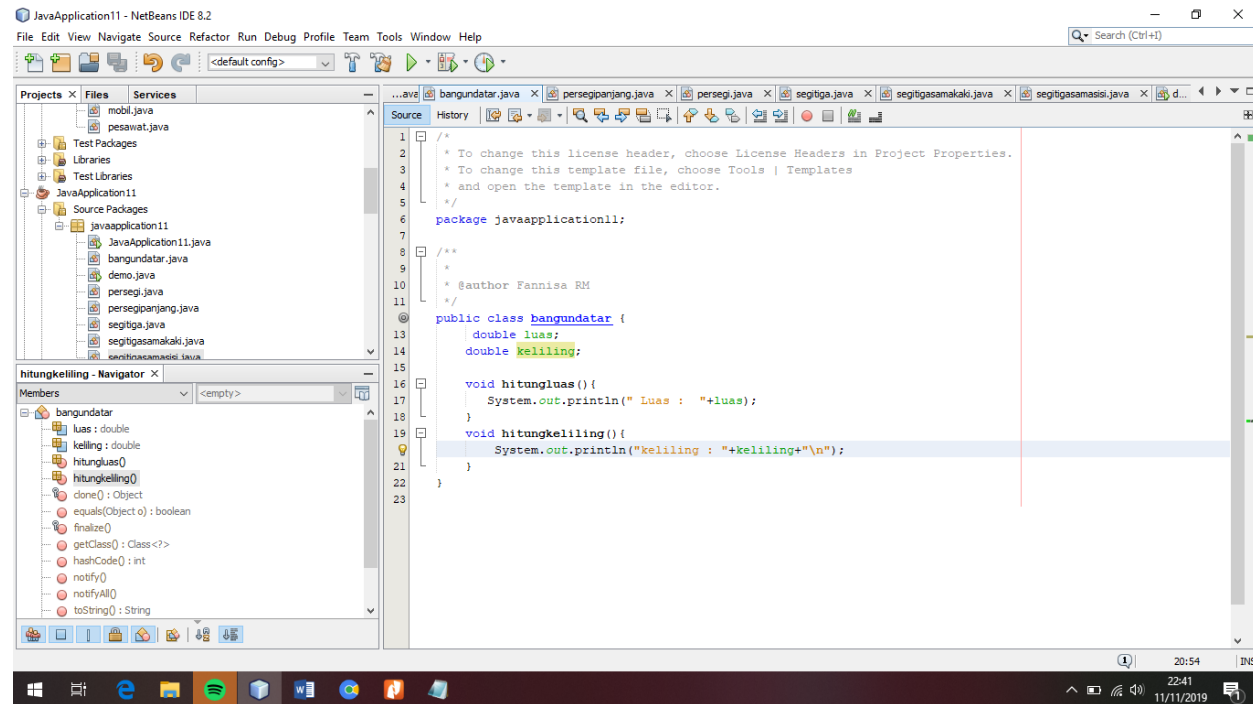 JavaApplication11 - NetBeans IDE 8.2
File Edit View Navigate Source Refactor Run Debug Profile Team Tools Window Help
Search (Ctrl+I)
<default config>
Projects Files Services
mobil.java
pesawat.java
Test Packages
Libraries
Test Libraries
JavaApplication11
Source Packages
javaapplication11
JavaApplication11.java
bangundatar.java
demo.java
persegi.java
persegipanjang.java
segitiga.java
segitigasamakaki.java
segitigasamasisi.java
hitungkeliling - Navigator
Members <empty>
bangundatar
luas : double
keliling : double
hitungluas()
hitungkeliling()
clone() : Object
equals(Object o) : boolean
finalize()
getClass() : Class<?>
hashCode() : int
notify()
notifyAll()
toString() : String
...ava bangundatar.java persegipanjang.java persegi.java segitiga.java segitigasamakaki.java segitigasamasisi.java d...
Source History
1 /*
2 * To change this license header, choose License Headers in Project Properties.
3 * To change this template file, choose Tools | Templates
4 * and open the template in the editor.
5 */
6 package javaapplication11;
7
8 /**
9 *
10 * @author Fannisa RM
11 */
public class bangundatar {
13 double luas;
14 double keliling;
15
16 void hitungluas(){
17 System.out.println(" Luas :  "+luas);
18 }
19 void hitungkeliling(){
System.out.println("keliling : "+keliling+"\n");
21 }
22 }
23
1 20:54 INS
22:41
11/11/2019
1